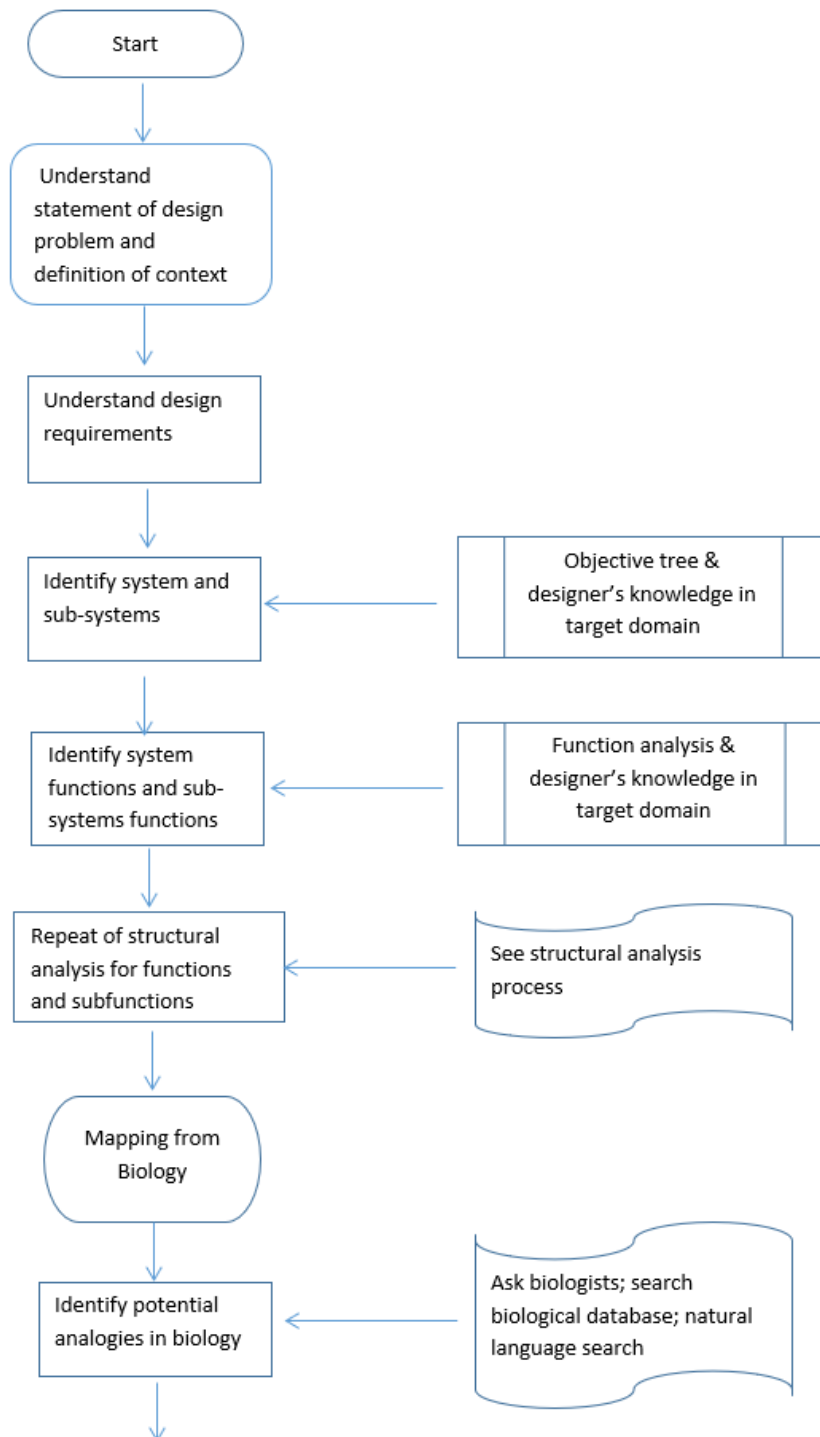 Start
Understand
statement of design
problem and
definition of context
Understand design
requirements
Identify system and
sub-systems
Objective tree &
designer's knowledge in
target domain
Identify system
functions and sub-
systems functions
Function analysis &
designer's knowledge in
target domain
Repeat of structural
analysis for functions
and subfunctions
See structural analysis
process
Mapping from
Biology
Identify potential
analogies in biology
Ask biologists; search
biological database; natural
language search